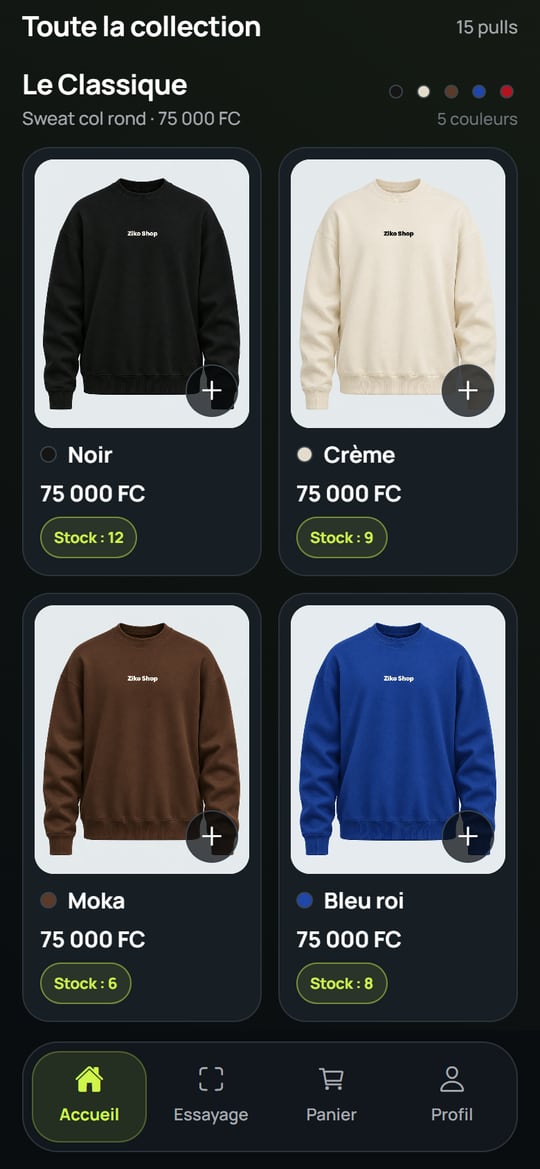 Toute la collection
15 pulls
Le Classique
Sweat col rond · 75 000 FC
5 couleurs
Ziko Shop
Ziko Shop
Noir
Crème
75 000 FC
75 000 FC
Stock : 12
Stock : 9
Ziko Shop
Ziko Shop
Moka
Bleu roi
75 000 FC
75 000 FC
Stock : 6
Stock : 8
Accueil
Essayage
Panier
Profil